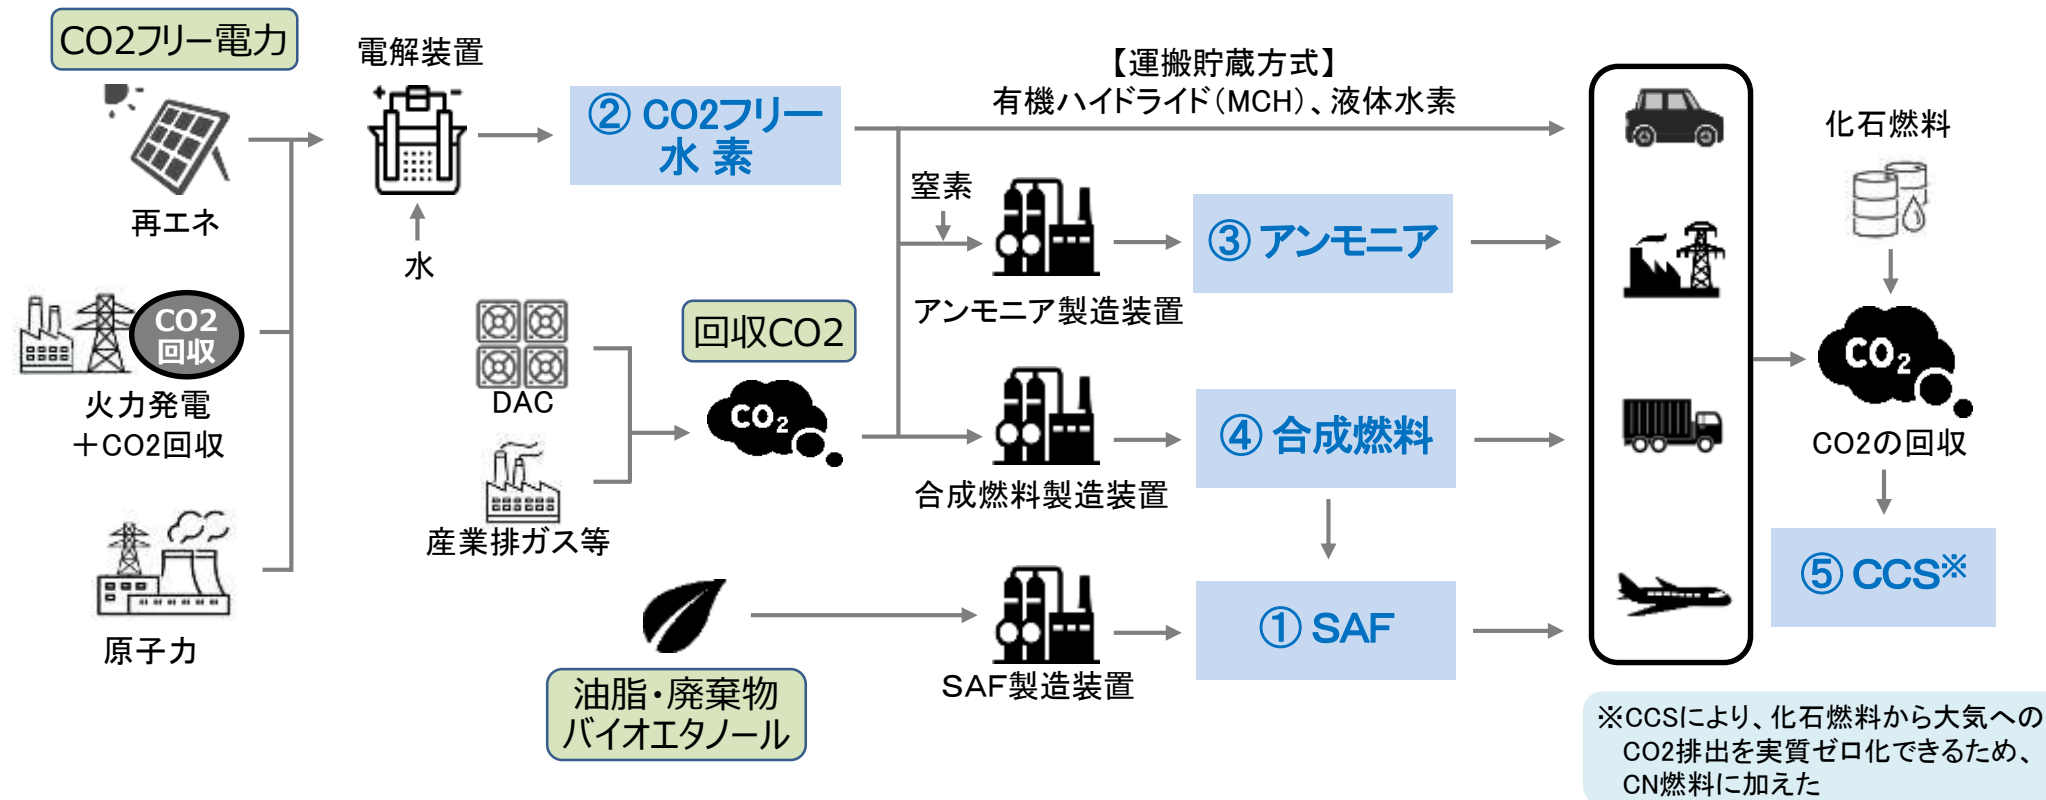 CO2フリー電力
再エネ
CO2
回収
火力発電
＋CO2回収
原子力
電解装置
水
② CO2フリー
水 素
【運搬貯蔵方式】
有機ハイドライド（MCH）、液体水素
窒素
アンモニア製造装置
③ アンモニア
DAC
産業排ガス等
回収CO2
CO₂
合成燃料製造装置
④ 合成燃料
油脂・廃棄物
バイオエタノール
SAF製造装置
① SAF
化石燃料
CO₂
CO2の回収
⑤ CCS※
※CCSにより、化石燃料から大気への
CO2排出を実質ゼロ化できるため、
CN燃料に加えた